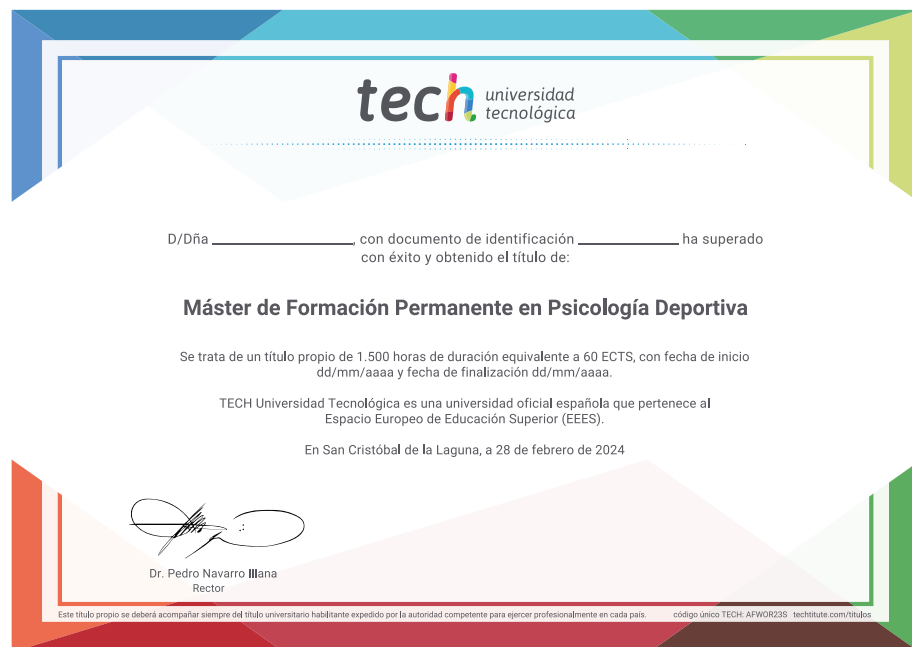 tech universidad
tecnológica
D/Dña ________________, con documento de identificación ____________ ha superado
con éxito y obtenido el título de:
Máster de Formación Permanente en Psicología Deportiva
Se trata de un título propio de 1.500 horas de duración equivalente a 60 ECTS, con fecha de inicio
dd/mm/aaaa y fecha de finalización dd/mm/aaaa.
TECH Universidad Tecnológica es una universidad oficial española que pertenece al
Espacio Europeo de Educación Superior (EEES).
En San Cristóbal de la Laguna, a 28 de febrero de 2024
Dr. Pedro Navarro Illana
Rector
Este título propio se deberá acompañar siempre del título universitario habilitante expedido por la autoridad competente para ejercer profesionalmente en cada país. código único TECH: AFWOR23S techtitute.com/titulos